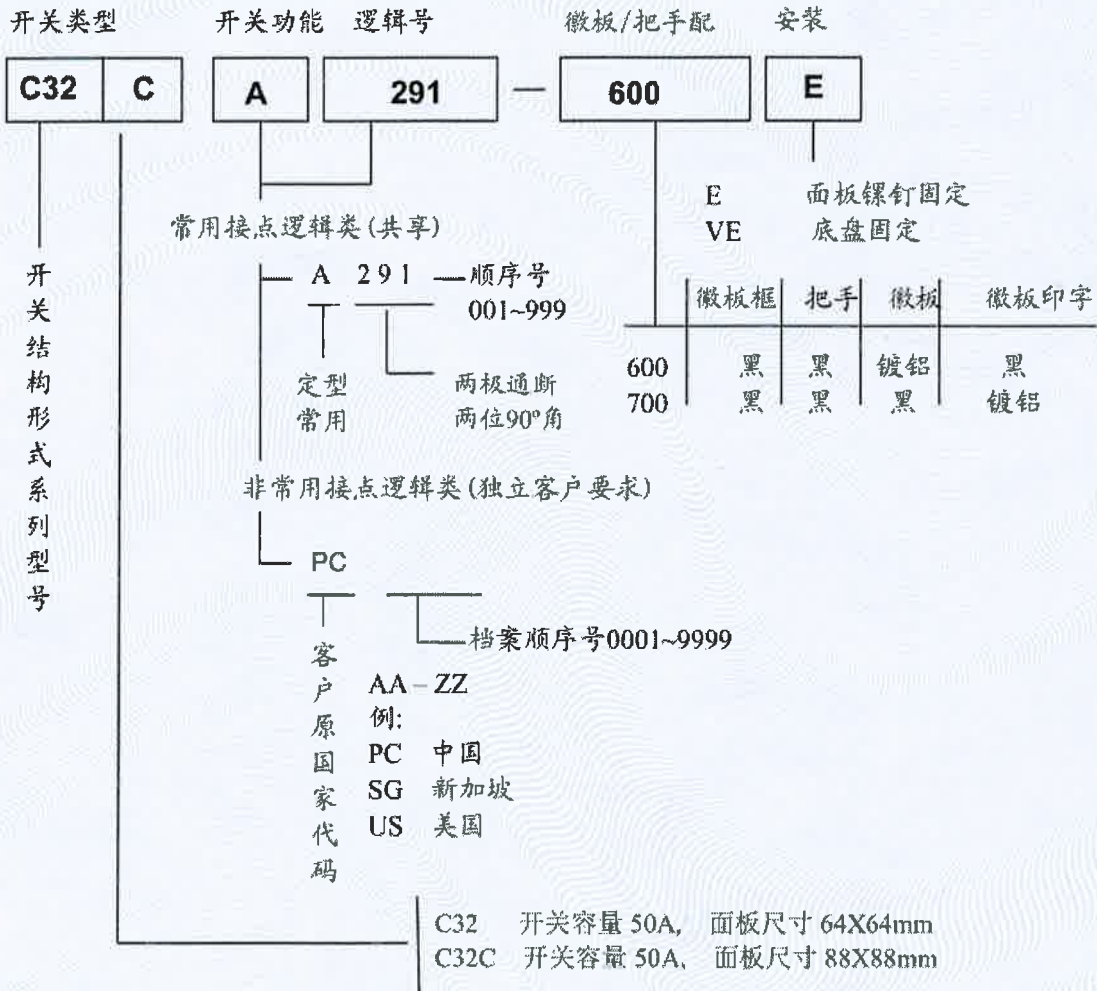 开关类型 开关功能 逻辑号 徽板/把手配 安装
C32 C A 291 — 600 E
E 面板镙钉固定
VE 底盘固定
常用接点逻辑类(共享)
A 291 顺序号
001~999
定型
常用
两极通断
两位90°角
徽板框 把手 徽板 徽板印字
600 黑 黑 镀铝 黑
700 黑 黑 黑 镀铝
开关结构形式系列型号
非常用接点逻辑类(独立客户要求)
PC
档案顺序号0001~9999
客户原国家代码
AA-ZZ
例:
PC 中国
SG 新加坡
US 美国
C32 开关容量 50A, 面板尺寸 64X64mm
C32C 开关容量 50A, 面板尺寸 88X88mm